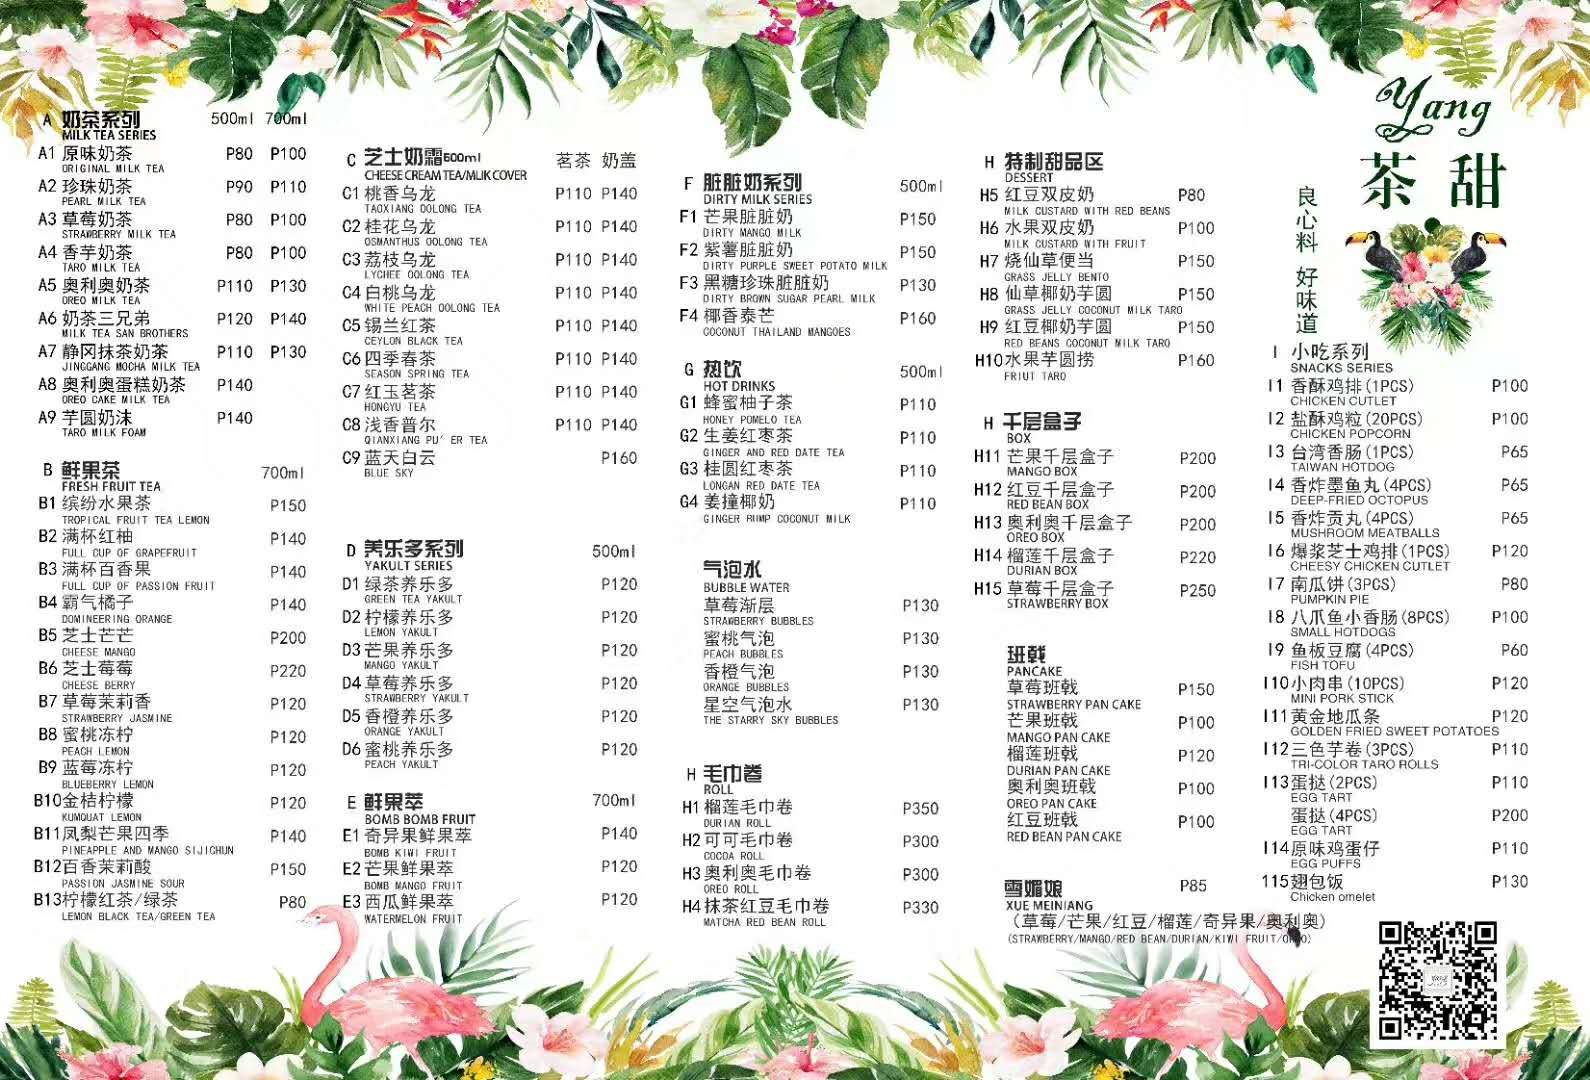 A 奶茶系列 500ml 700ml
MILK TEA SERIES
A1 原味奶茶 P80 P100
ORIGINAL MILK TEA
A2 珍珠奶茶 P90 P110
PEARL MILK TEA
A3 草莓奶茶 P80 P100
STRAWBERRY MILK TEA
A4 香芋奶茶 P80 P100
TARO MILK TEA
A5 奥利奥奶茶 P110 P130
OREO MILK TEA
A6 奶茶三兄弟 P120 P140
MILK TEA SAN BROTHERS
A7 静冈抹茶奶茶 P110 P130
JINGGANG MOCHA MILK TEA
A8 奥利奥蛋糕奶茶 P140
OREO CAKE MILK TEA
A9 芋圆奶沫 P140
TARO MILK FOAM
B 鲜果茶 700ml
FRESH FRUIT TEA
B1 缤纷水果茶 P150
TROPICAL FRUIT TEA LEMON
B2 满杯红柚 P140
FULL CUP OF GRAPEFRUIT
B3 满杯百香果 P140
FULL CUP OF PASSION FRUIT
B4 霸气橘子 P140
DOMINEERING ORANGE
B5 芝士芒芒 P200
CHEESE MANGO
B6 芝士莓莓 P220
CHEESE BERRY
B7 草莓茉莉香 P120
STRAWBERRY JASMINE
B8 蜜桃冻柠 P120
PEACH LEMON
B9 蓝莓冻柠 P120
BLUEBERRY LEMON
B10 金桔柠檬 P120
KUMQUAT LEMON
B11 凤梨芒果四季 P140
PINEAPPLE AND MANGO SIJICHUN
B12 百香茉莉酸 P150
PASSION JASMINE SOUR
B13 柠檬红茶/绿茶 P80
LEMON BLACK TEA/GREEN TEA
C 芝士奶霜500ml 茗茶 奶盖
CHEESE CREAM TEA/MLIK COVER
C1 桃香乌龙 P110 P140
TAOXIANG OOLONG TEA
C2 桂花乌龙 P110 P140
OSMANTHUS OOLONG TEA
C3 荔枝乌龙 P110 P140
LYCHEE OOLONG TEA
C4 白桃乌龙 P110 P140
WHITE PEACH OOLONG TEA
C5 锡兰红茶 P110 P140
CEYLON BLACK TEA
C6 四季春茶 P110 P140
SEASON SPRING TEA
C7 红玉茗茶 P110 P140
HONGYU TEA
C8 浅香普尔 P110 P140
QIANXIANG PU'ER TEA
C9 蓝天白云 P160
BLUE SKY
D 养乐多系列 500ml
YAKULT SERIES
D1 绿茶养乐多 P120
GREEN TEA YAKULT
D2 柠檬养乐多 P120
LEMON YAKULT
D3 芒果养乐多 P120
MANGO YAKULT
D4 草莓养乐多 P120
STRAWBERRY YAKULT
D5 香橙养乐多 P120
ORANGE YAKULT
D6 蜜桃养乐多 P120
PEACH YAKULT
E 鲜果萃 700ml
BOMB BOMB FRUIT
E1 奇异果鲜果萃 P140
BOMB KIWI FRUIT
E2 芒果鲜果萃 P120
BOMB MANGO FRUIT
E3 西瓜鲜果萃 P120
WATERMELON FRUIT
F 脏脏奶系列 500ml
DIRTY MILK SERIES
F1 芒果脏脏奶 P150
DIRTY MANGO MILK
F2 紫薯脏脏奶 P150
DIRTY PURPLE SWEET POTATO MILK
F3 黑糖珍珠脏脏奶 P130
DIRTY BROWN SUGAR PEARL MILK
F4 椰香泰芒 P160
COCONUT THAILAND MANGOES
G 热饮 500ml
HOT DRINKS
G1 蜂蜜柚子茶 P110
HONEY POMELO TEA
G2 生姜红枣茶 P110
GINGER AND RED DATE TEA
G3 桂圆红枣茶 P110
LONGAN RED DATE TEA
G4 姜撞椰奶 P110
GINGER BUMP COCONUT MILK
气泡水
BUBBLE WATER
草莓渐层 P130
STRAWBERRY BUBBLES
蜜桃气泡 P130
PEACH BUBBLES
香橙气泡 P130
ORANGE BUBBLES
星空气泡水 P130
THE STARRY SKY BUBBLES
H 毛巾卷
ROLL
H1 榴莲毛巾卷 P350
DURIAN ROLL
H2 可可毛巾卷 P300
COCOA ROLL
H3 奥利奥毛巾卷 P300
OREO ROLL
H4 抹茶红豆毛巾卷 P330
MATCHA RED BEAN ROLL
H 特制甜品区
DESSERT
H5 红豆双皮奶 P80
MILK CUSTARD WITH RED BEANS
H6 水果双皮奶 P100
MILK CUSTARD WITH FRUIT
H7 烧仙草便当 P150
GRASS JELLY BENTO
H8 仙草椰奶芋圆 P150
GRASS JELLY COCONUT MILK TARO
H9 红豆椰奶芋圆 P150
RED BEANS COCONUT MILK TARO
H10 水果芋圆捞 P160
FRIUT TARO
H 千层盒子
BOX
H11 芒果千层盒子 P200
MANGO BOX
H12 红豆千层盒子 P200
RED BEAN BOX
H13 奥利奥千层盒子 P200
OREO BOX
H14 榴莲千层盒子 P220
DURIAN BOX
H15 草莓千层盒子 P250
STRAWBERRY BOX
班戟
PANCAKE
草莓班戟 P150
STRAWBERRY PAN CAKE
芒果班戟 P100
MANGO PAN CAKE
榴莲班戟 P120
DURIAN PAN CAKE
奥利奥班戟 P100
OREO PAN CAKE
红豆班戟 P100
RED BEAN PAN CAKE
雪媚娘 P85
XUE MEINIANG
（草莓/芒果/红豆/榴莲/奇异果/奥利奥）
(STRAWBERRY/MANGO/RED BEAN/DURIAN/KIWI FRUIT/OREO)
Yang
茶 甜
良心料 好味道
I 小吃系列
SNACKS SERIES
I1 香酥鸡排(1PCS) P100
CHICKEN CUTLET
I2 盐酥鸡粒(20PCS) P100
CHICKEN POPCORN
I3 台湾香肠(1PCS) P65
TAIWAN HOTDOG
I4 香炸墨鱼丸(4PCS) P65
DEEP-FRIED OCTOPUS
I5 香炸贡丸(4PCS) P65
MUSHROOM MEATBALLS
I6 爆浆芝士鸡排(1PCS) P120
CHEESY CHICKEN CUTLET
I7 南瓜饼(3PCS) P80
PUMPKIN PIE
I8 八爪鱼小香肠(8PCS) P100
SMALL HOTDOGS
I9 鱼板豆腐(4PCS) P60
FISH TOFU
I10 小肉串(10PCS) P120
MINI PORK STICK
I11 黄金地瓜条 P120
GOLDEN FRIED SWEET POTATOES
I12 三色芋卷(3PCS) P110
TRI-COLOR TARO ROLLS
I13 蛋挞(2PCS) P110
EGG TART
蛋挞(4PCS) P200
EGG TART
I14 原味鸡蛋仔 P110
EGG PUFFS
115 翅包饭 P130
Chicken omelet